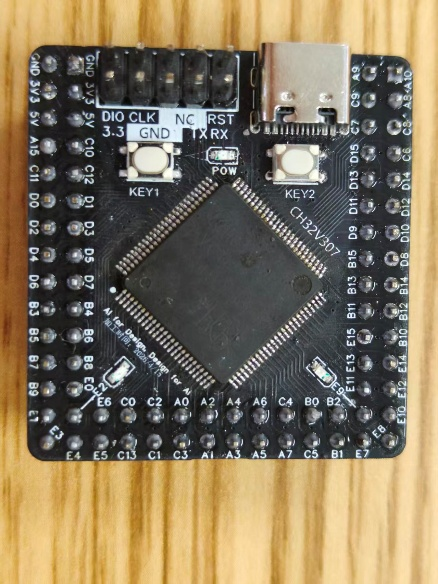 GND GND
3V3 3V3
5V 5V
A15 C10
C11 C12
D0 D1
D2 D3
D4 D5
D6 D7
B3 B4
B5 B6
B7 B8
B9 E0
E1
E3
DIO CLK NC RST
3.3 GND TX RX
KEY1
POW
KEY2
CH32V307
AI for Design, Design for AI
E2
E9
A9 A10
C9 A8
C7 C8
D15 C6
D13 D14
D11 D12
D9 D10
B15 D8
B13 B14
B11 B12
E15 B10
E13 E14
E11 E12
E10
E8
E6 C0 C2 A0 A2 A4 A6 C4 B0 B2
E4 E5 C13 C1 C3 A1 A3 A5 A7 C5 B1 E7